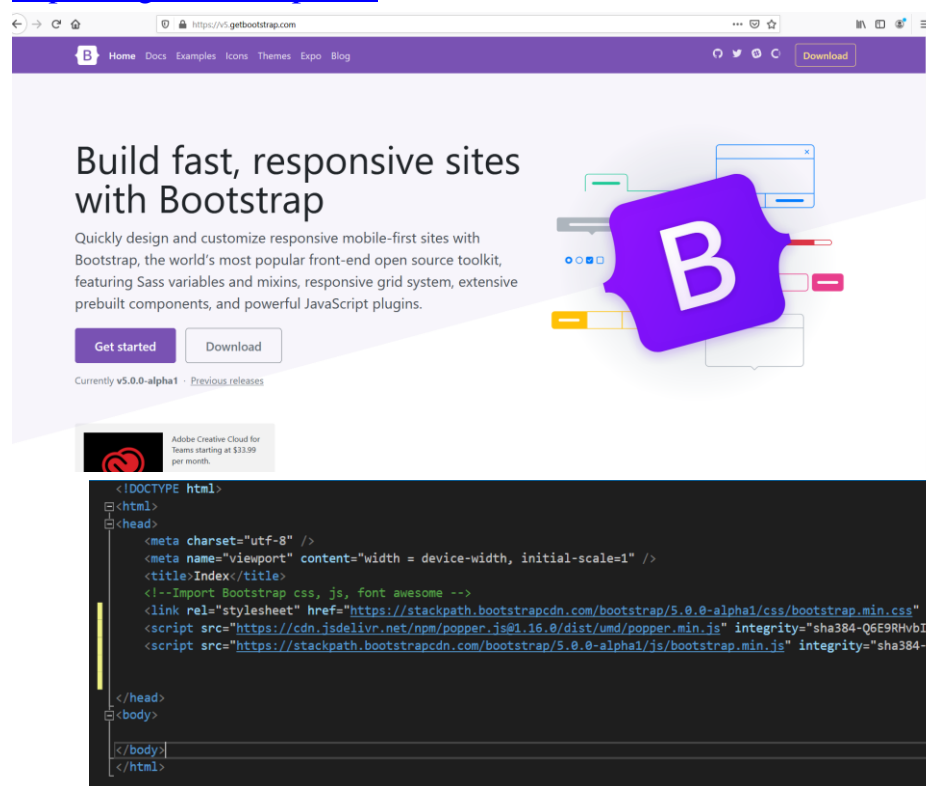 https://v5.getbootstrap.com
B Home Docs Examples Icons Themes Expo Blog Download
Build fast, responsive sites
with Bootstrap
Quickly design and customize responsive mobile-first sites with
Bootstrap, the world's most popular front-end open source toolkit,
featuring Sass variables and mixins, responsive grid system, extensive
prebuilt components, and powerful JavaScript plugins.
B
Get started Download
Currently v5.0.0-alpha1 · Previous releases
Adobe Creative Cloud for
Teams starting at $33.99
per month.
<!DOCTYPE html>
<html>
<head>
<meta charset="utf-8" />
<meta name="viewport" content="width = device-width, initial-scale=1" />
<title>Index</title>
<!--Import Bootstrap css, js, font awesome -->
<link rel="stylesheet" href="https://stackpath.bootstrapcdn.com/bootstrap/5.0.0-alpha1/css/bootstrap.min.css"
<script src="https://cdn.jsdelivr.net/npm/popper.js@1.16.0/dist/umd/popper.min.js" integrity="sha384-Q6E9RHvbI
<script src="https://stackpath.bootstrapcdn.com/bootstrap/5.0.0-alpha1/js/bootstrap.min.js" integrity="sha384-
</head>
<body>
</body>
</html>